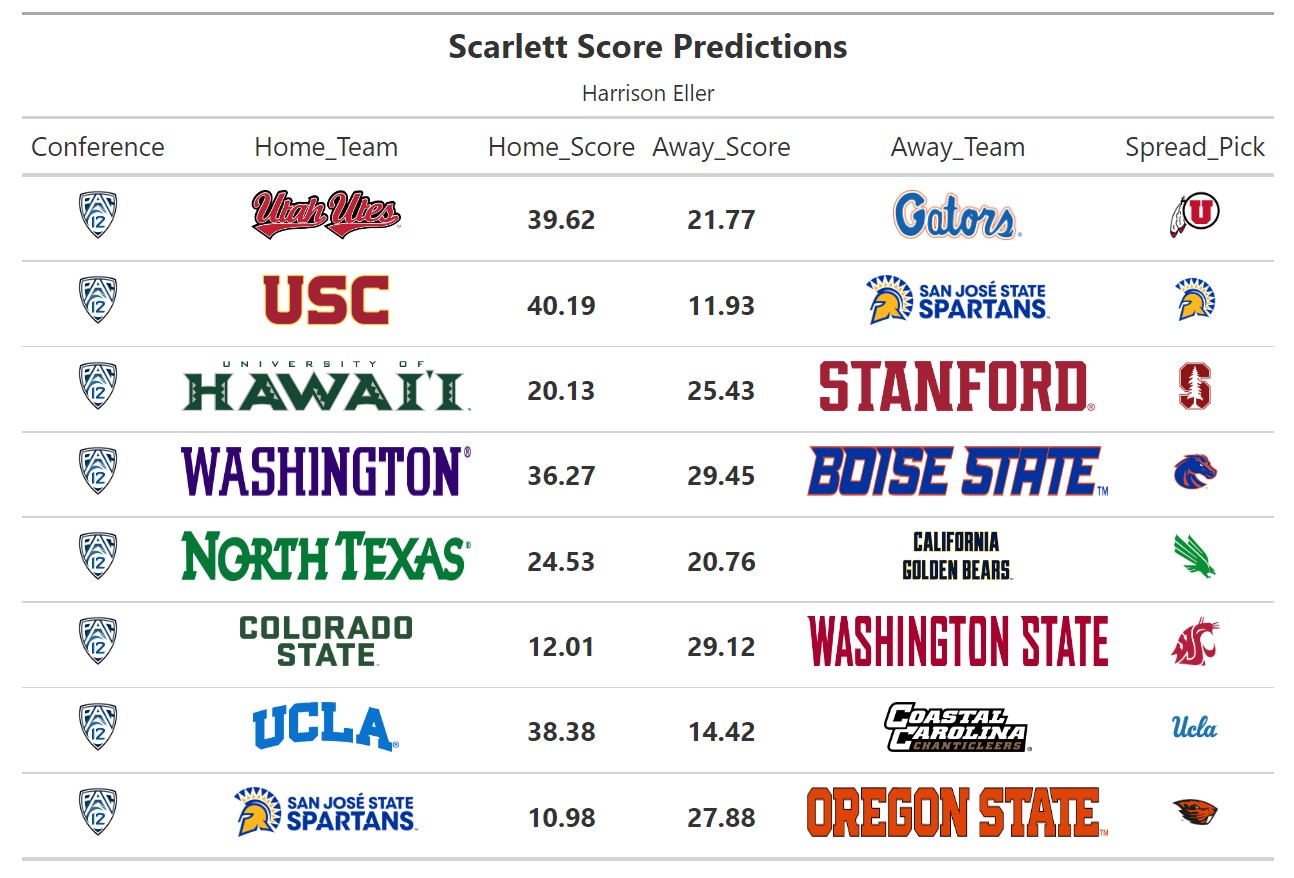 Scarlett Score Predictions
Harrison Eller
Conference Home_Team Home_Score Away_Score Away_Team Spread_Pick
PAC 12 Utah Utes 39.62 21.77 Gators U
PAC 12 USC 40.19 11.93 SAN JOSÉ STATE SPARTANS
PAC 12 UNIVERSITY OF HAWAI'I 20.13 25.43 STANFORD S
PAC 12 WASHINGTON 36.27 29.45 BOISE STATE
PAC 12 NORTH TEXAS 24.53 20.76 CALIFORNIA GOLDEN BEARS
PAC 12 COLORADO STATE 12.01 29.12 WASHINGTON STATE WSC
PAC 12 UCLA 38.38 14.42 COASTAL CAROLINA CHANTICLEERS Ucla
PAC 12 SAN JOSÉ STATE SPARTANS 10.98 27.88 OREGON STATE